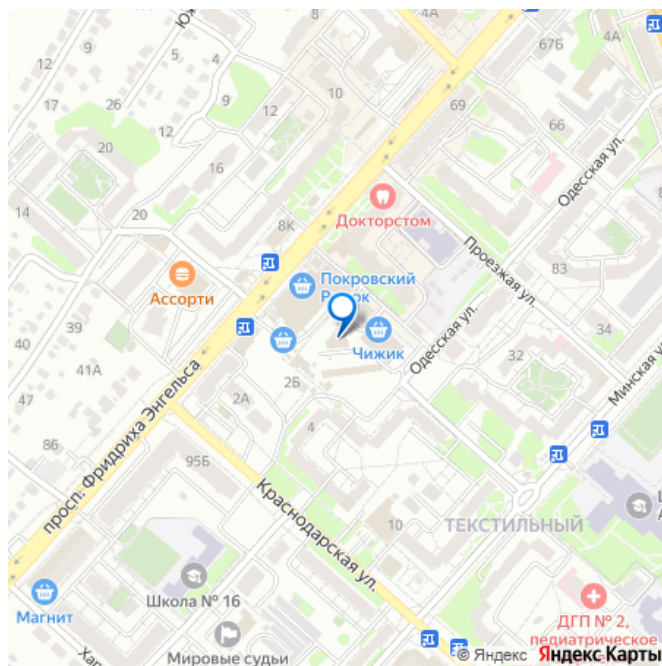 10
8
4А
12
17
26
4
9
12
12
20
16
10
69
67Б
4А
66
Одесская ул.
14
20
8К
Докторстом
Проезжая ул.
83
Ассорти
Покровский
Рынок
40
39
41А
Чижик
Одесская ул.
34
32
Минская ул.
47
2Б
2А
86
просп. Фридриха Энгельса
4
95Б
Краснодарская ул.
10
ТЕКСТИЛЬНЫЙ
Школа № 16
Магнит
Мировые судьи
ДГП № 2,
педиатрическое
© Яндекс Яндекс Карты